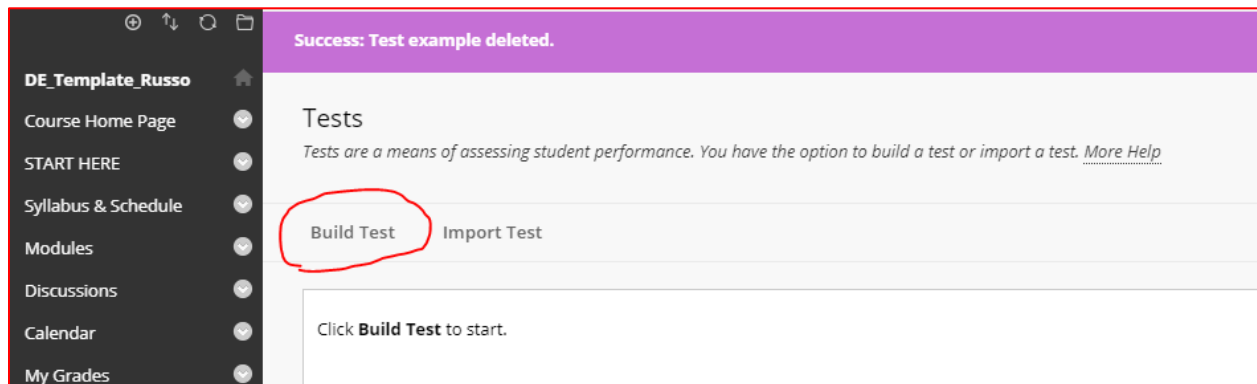 Success: Test example deleted.
DE_Template_Russo
Course Home Page
START HERE
Syllabus & Schedule
Modules
Discussions
Calendar
My Grades
Tests
Tests are a means of assessing student performance. You have the option to build a test or import a test. More Help
Build Test
Import Test
Click Build Test to start.